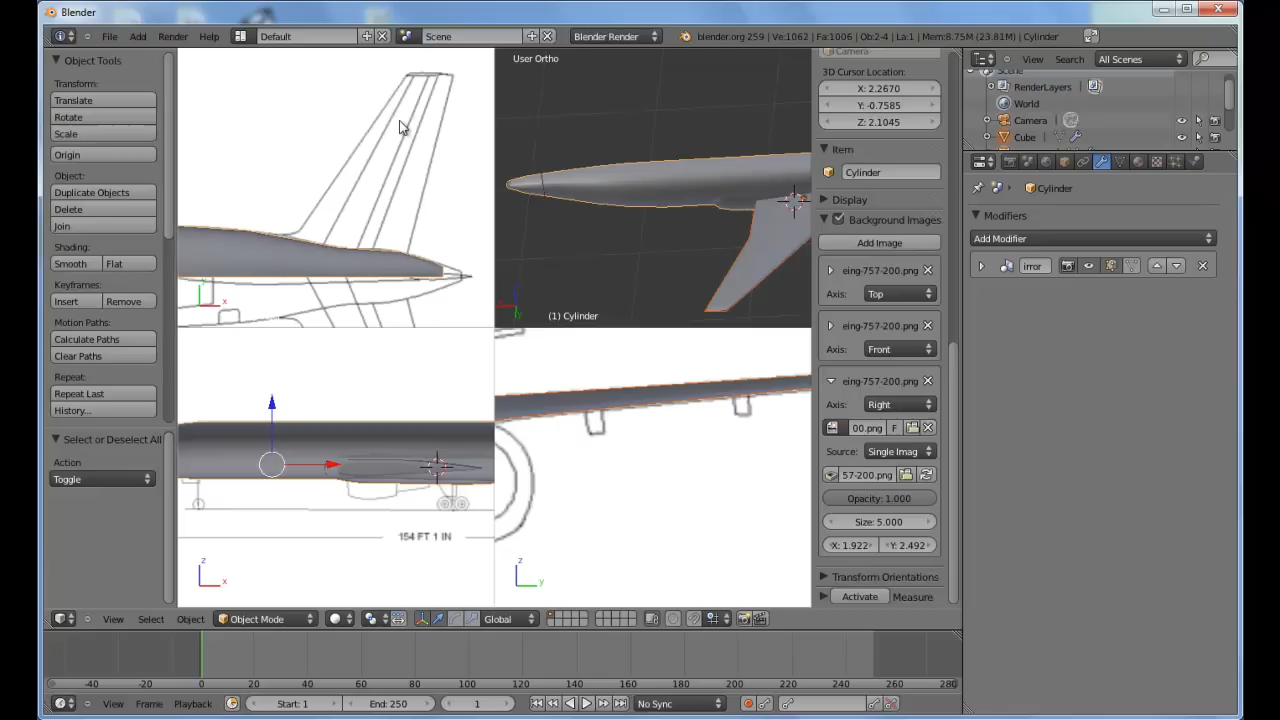 Blender
File Add Render Help Default Scene Blender Render blender.org 259 | Ve:1062 | Fa:1006 | Ob:2-4 | La:1 | Mem:8.75M (23.81M) | Cylinder
Object Tools
Transform:
Translate
Rotate
Scale
Origin
Object:
Duplicate Objects
Delete
Join
Shading:
Smooth Flat
Keyframes:
Insert Remove
Motion Paths:
Calculate Paths
Clear Paths
Repeat:
Repeat Last
History...
Select or Deselect All
Action
Toggle
x
y
User Ortho
(1) Cylinder
154 FT 1 IN
z
x
z
y
Camera
3D Cursor Location:
X: 2.2670
Y: -0.7585
Z: 2.1045
Item
Cylinder
Display
Background Images
Add Image
eing-757-200.png
Axis: Top
eing-757-200.png
Axis: Front
eing-757-200.png
Axis: Right
00.png F
Source: Single Imag
57-200.png
Opacity: 1.000
Size: 5.000
X: 1.922 Y: 2.492
Transform Orientations
Activate Measure
View Search All Scenes
Scene
RenderLayers
World
Camera
Cube
Cylinder
Modifiers
Add Modifier
irror
View Select Object Object Mode Global
-40 -20 0 20 40 60 80 100 120 140 160 180 200 220 240 260 280
View Frame Playback Start: 1 End: 250 1 No Sync